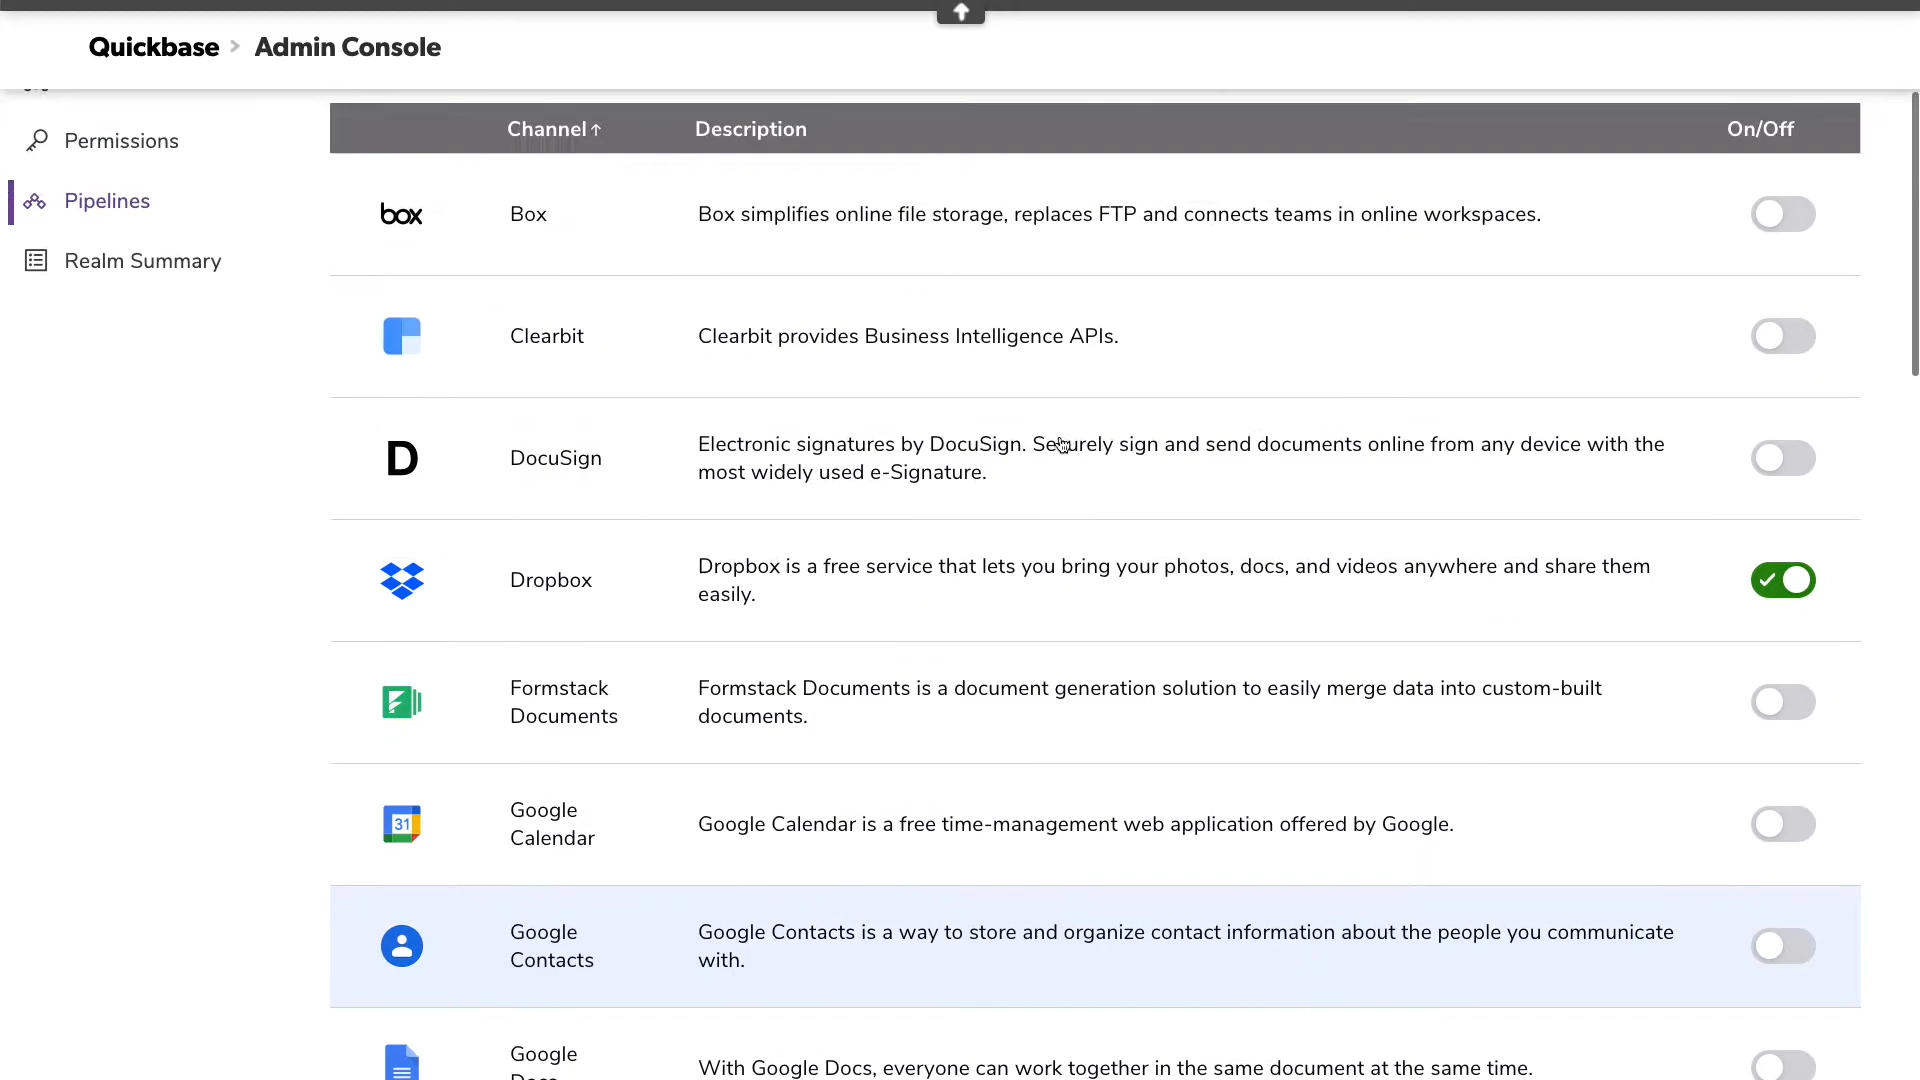 Quickbase > Admin Console
Permissions
Pipelines
Realm Summary
Channel↑ Description On/Off
box Box Box simplifies online file storage, replaces FTP and connects teams in online workspaces.
Clearbit Clearbit provides Business Intelligence APIs.
D DocuSign Electronic signatures by DocuSign. Securely sign and send documents online from any device with the
most widely used e-Signature.
Dropbox Dropbox is a free service that lets you bring your photos, docs, and videos anywhere and share them
easily.
Formstack Formstack Documents is a document generation solution to easily merge data into custom-built
Documents documents.
Google
31 Calendar Google Calendar is a free time-management web application offered by Google.
Google Google Contacts is a way to store and organize contact information about the people you communicate
Contacts with.
Google
With Google Docs, everyone can work together in the same document at the same time.